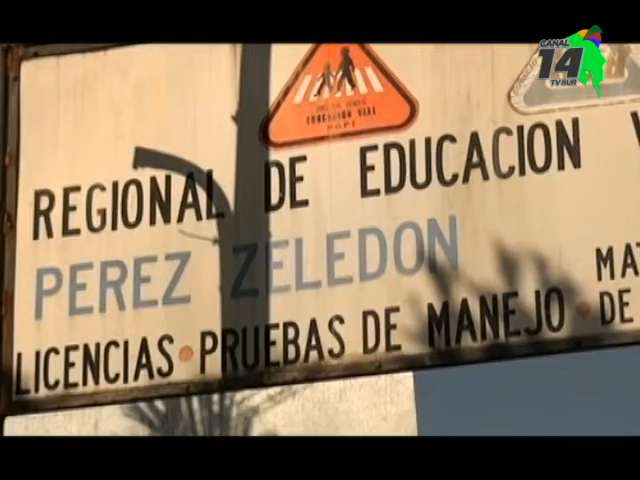 CANAL
14
TV SUR
EDUCACION VIAL
REGIONAL DE EDUCACION V
PEREZ ZELEDON
LICENCIAS • PRUEBAS DE MANEJO • DE
MAT